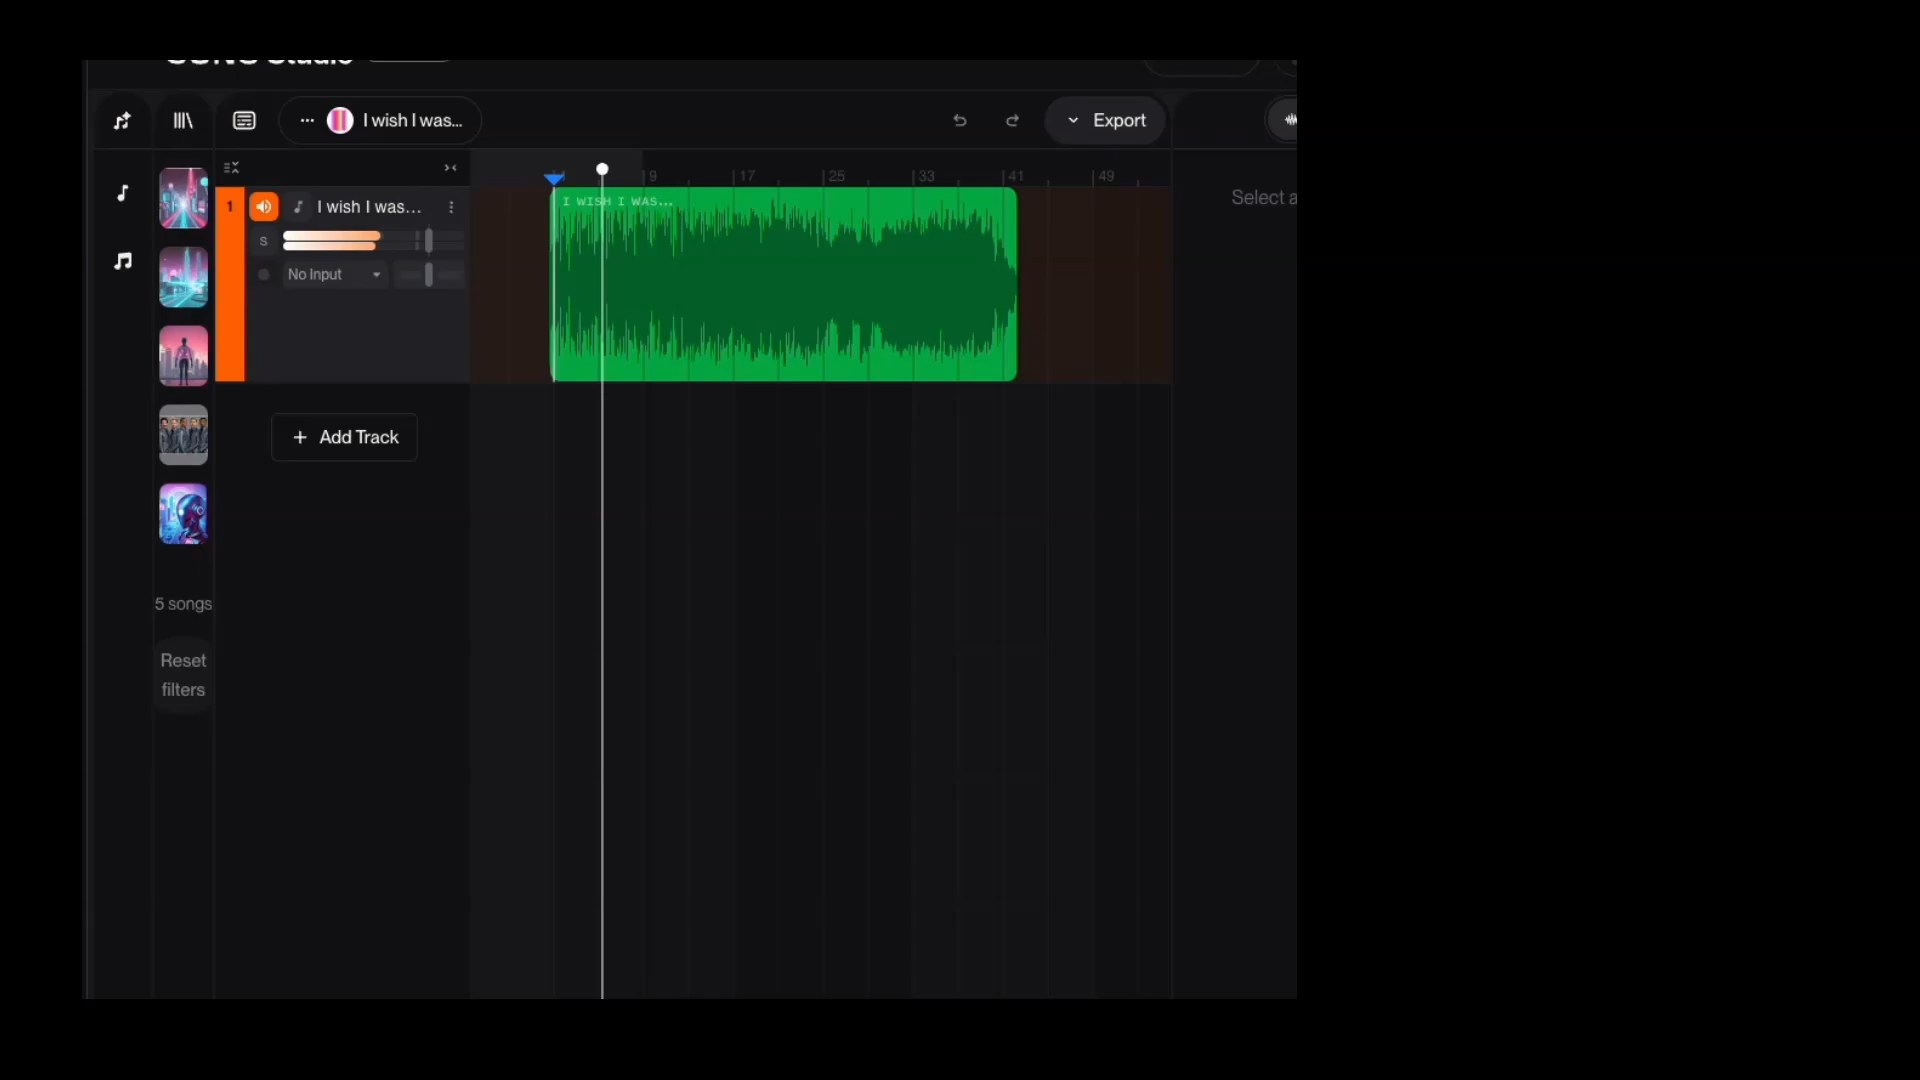 Studio
I wish I was...
Export
9 17 25 33 41 49
Select a
1
I wish I was...
I WISH I WAS...
S
No Input
+ Add Track
5 songs
Reset
filters